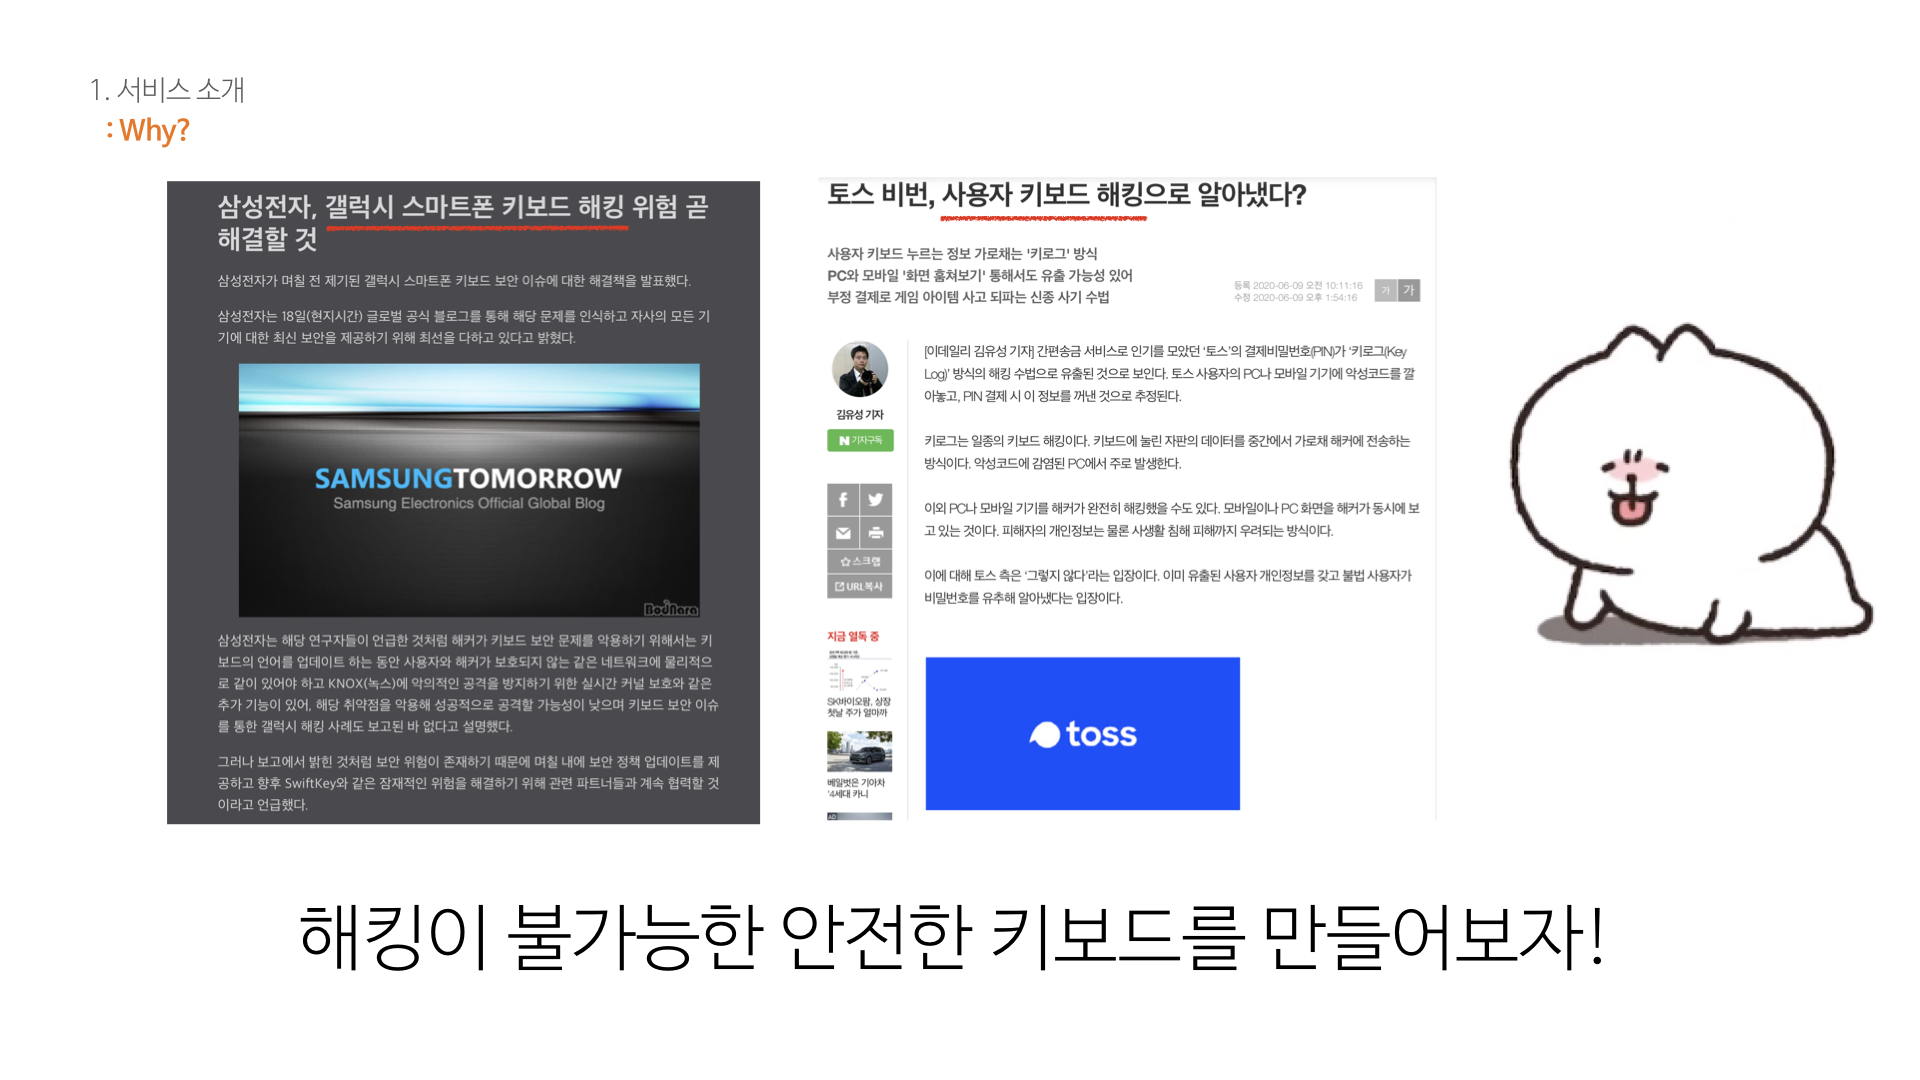 1. 서비스 소개
: Why?
삼성전자, 갤럭시 스마트폰 키보드 해킹 위험 곧
해결할 것
삼성전자가 며칠 전 제기된 갤럭시 스마트폰 키보드 보안 이슈에 대한 해결책을 발표했다.
삼성전자는 18일(현지시간) 글로벌 공식 블로그를 통해 해당 문제를 인식하고 자사의 모든 기
기에 대한 최신 보안을 제공하기 위해 최선을 다하고 있다고 밝혔다.
SAMSUNGTOMORROW
Samsung Electronics Official Global Blog
Bodnara
삼성전자는 해당 연구자들이 언급한 것처럼 해커가 키보드 보안 문제를 악용하기 위해서는 키
보드의 언어를 업데이트 하는 동안 사용자와 해커가 보호되지 않는 같은 네트워크에 물리적으
로 같이 있어야 하고 KNOX(녹스)에 악의적인 공격을 방지하기 위한 실시간 커널 보호와 같은
추가 기능이 있어, 해당 취약점을 악용해 성공적으로 공격할 가능성이 낮으며 키보드 보안 이슈
를 통한 갤럭시 해킹 사례도 보고된 바 없다고 설명했다.
그러나 보고에서 밝힌 것처럼 보안 위험이 존재하기 때문에 며칠 내에 보안 정책 업데이트를 제
공하고 향후 SwiftKey와 같은 잠재적인 위험을 해결하기 위해 관련 파트너들과 계속 협력할 것
이라고 언급했다.
토스 비번, 사용자 키보드 해킹으로 알아냈다?
사용자 키보드 누르는 정보 가로채는 '키로그' 방식
PC와 모바일 '화면 훔쳐보기' 통해서도 유출 가능성 있어
부정 결제로 게임 아이템 사고 되파는 신종 사기 수법
등록 2020-06-09 오전 10:11:16
수정 2020-06-09 오후 1:54:16
가 가
김유성 기자
N 기자구독
스크랩
URL복사
[이데일리 김유성 기자] 간편송금 서비스로 인기를 모았던 '토스'의 결제비밀번호(PIN)가 '키로그(Key
Log)' 방식의 해킹 수법으로 유출된 것으로 보인다. 토스 사용자의 PC나 모바일 기기에 악성코드를 깔
아놓고, PIN 결제 시 이 정보를 꺼낸 것으로 추정된다.
키로그는 일종의 키보드 해킹이다. 키보드에 눌린 자판의 데이터를 중간에서 가로채 해커에 전송하는
방식이다. 악성코드에 감염된 PC에서 주로 발생한다.
이외 PC나 모바일 기기를 해커가 완전히 해킹했을 수도 있다. 모바일이나 PC 화면을 해커가 동시에 보
고 있는 것이다. 피해자의 개인정보는 물론 사생활 침해 피해까지 우려되는 방식이다.
이에 대해 토스 측은 '그렇지 않다'라는 입장이다. 이미 유출된 사용자 개인정보를 갖고 불법 사용자가
비밀번호를 유추해 알아냈다는 입장이다.
지금 열독 중
SK바이오팜, 상장
첫날 주가 얼마까
베일벗은 기아차
'4세대 카니
AD
toss
해킹이 불가능한 안전한 키보드를 만들어보자!